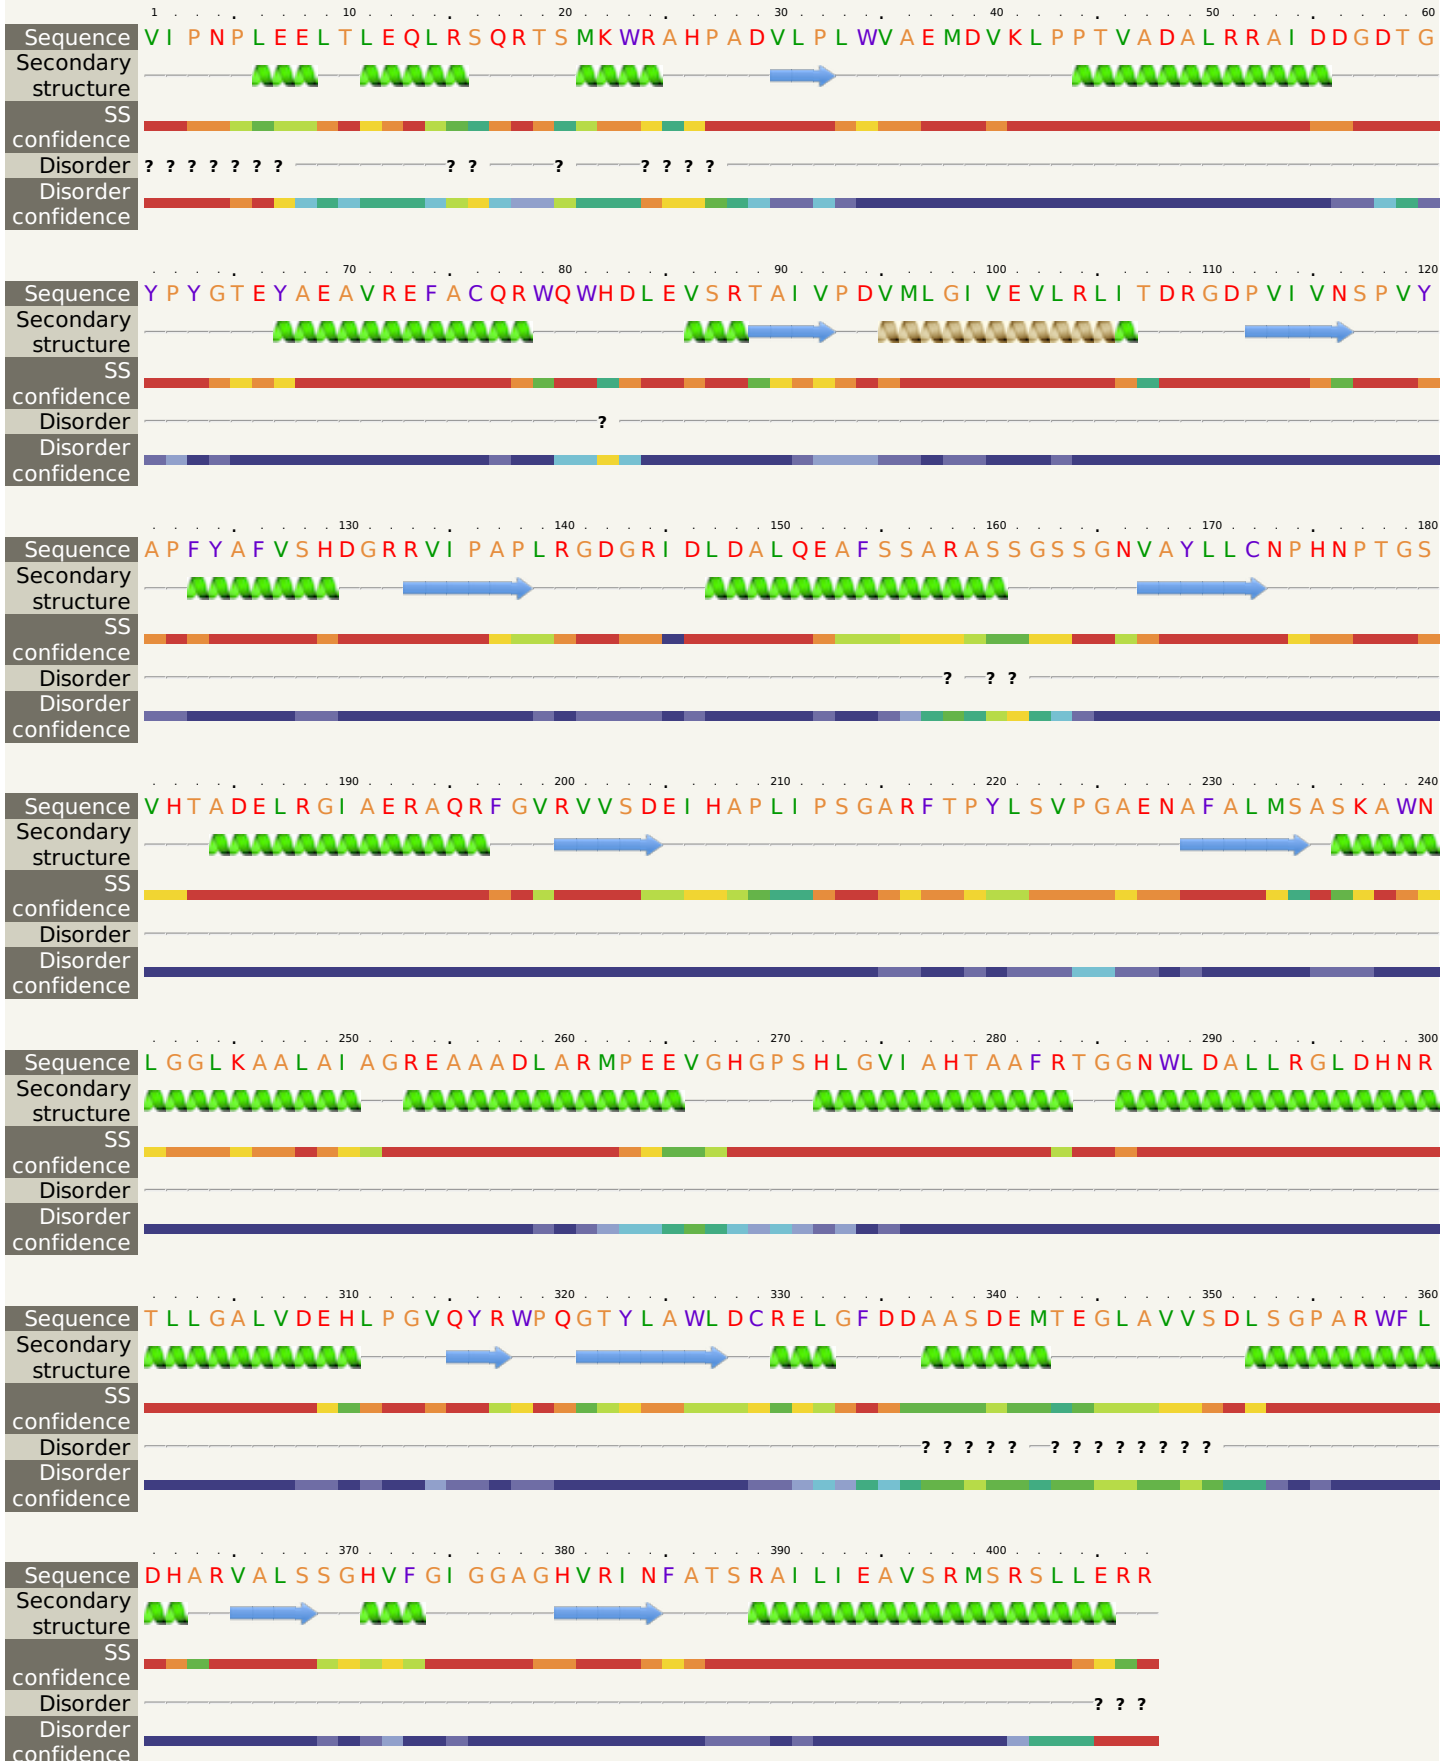 1 10 20 30 40 50 60
Sequence V I P N P L E E L T L E Q L R S Q R T S M K W R A H P A D V L P L W V A E M D V K L P P T V A D A L R R A I D D G D T G
Secondary
structure
SS
confidence
Disorder ? ? ? ? ? ? ? ? ? ? ? ? ? ?
Disorder
confidence
70 80 90 100 110 120
Sequence Y P Y G T E Y A E A V R E F A C Q R W Q W H D L E V S R T A I V P D V M L G I V E V L R L I T D R G D P V I V N S P V Y
Secondary
structure
SS
confidence
Disorder ?
Disorder
confidence
130 140 150 160 170 180
Sequence A P F Y A F V S H D G R R V I P A P L R G D G R I D L D A L Q E A F S S A R A S S G S S G N V A Y L L C N P H N P T G S
Secondary
structure
SS
confidence
Disorder ? ? ?
Disorder
confidence
190 200 210 220 230 240
Sequence V H T A D E L R G I A E R A Q R F G V R V V S D E I H A P L I P S G A R F T P Y L S V P G A E N A F A L M S A S K A W N
Secondary
structure
SS
confidence
Disorder
Disorder
confidence
250 260 270 280 290 300
Sequence L G G L K A A L A I A G R E A A A D L A R M P E E V G H G P S H L G V I A H T A A F R T G G N W L D A L L R G L D H N R
Secondary
structure
SS
confidence
Disorder
Disorder
confidence
310 320 330 340 350 360
Sequence T L L G A L V D E H L P G V Q Y R W P Q G T Y L A W L D C R E L G F D D A A S D E M T E G L A V V S D L S G P A R W F L
Secondary
structure
SS
confidence
Disorder ? ? ? ? ? ? ? ? ? ? ? ? ?
Disorder
confidence
370 380 390 400
Sequence D H A R V A L S S G H V F G I G G A G H V R I N F A T S R A I L I E A V S R M S R S L L E R R
Secondary
structure
SS
confidence
Disorder ? ? ?
Disorder
confidence